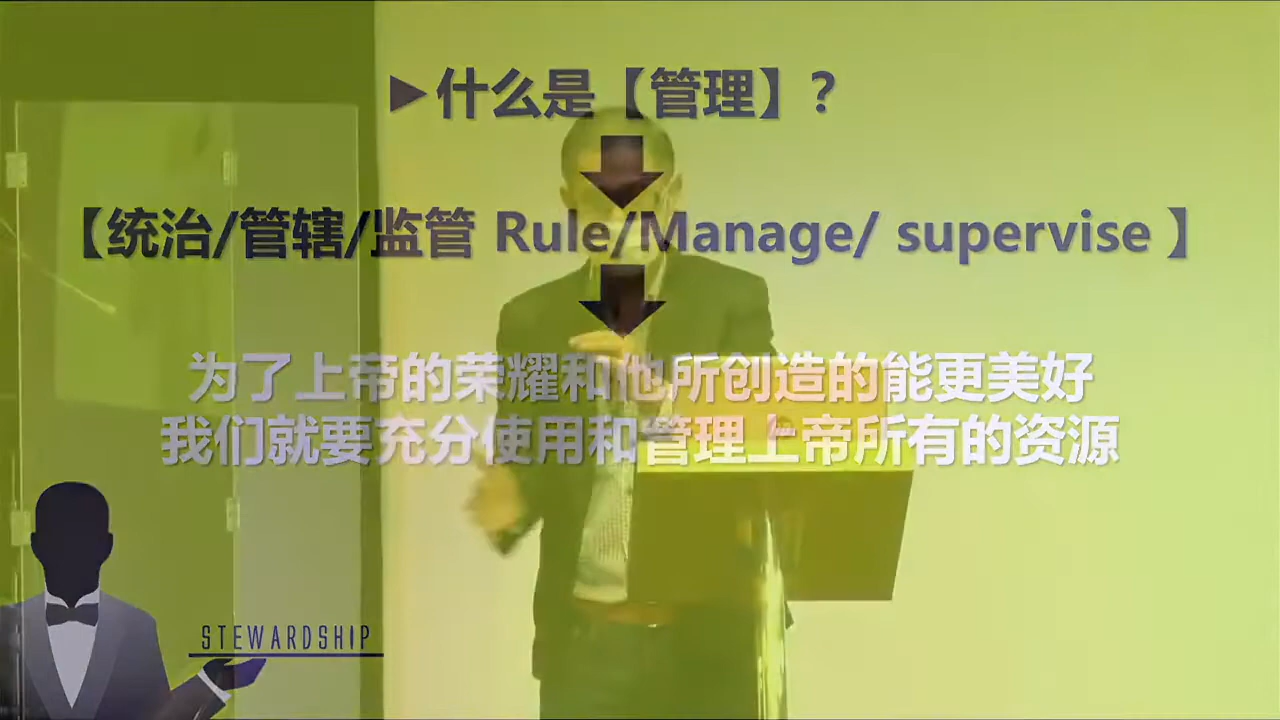 ►什么是【管理】?
【统治/管辖/监管 Rule/Manage/ supervise 】
为了上帝的荣耀和他所创造的能更美好
我们就要充分使用和管理上帝所有的资源
STEWARDSHIP